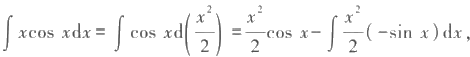 ∫ xcos xdx = ∫ cos xd(x²/2) = x²/2 cos x - ∫ x²/2 (-sin x) dx,